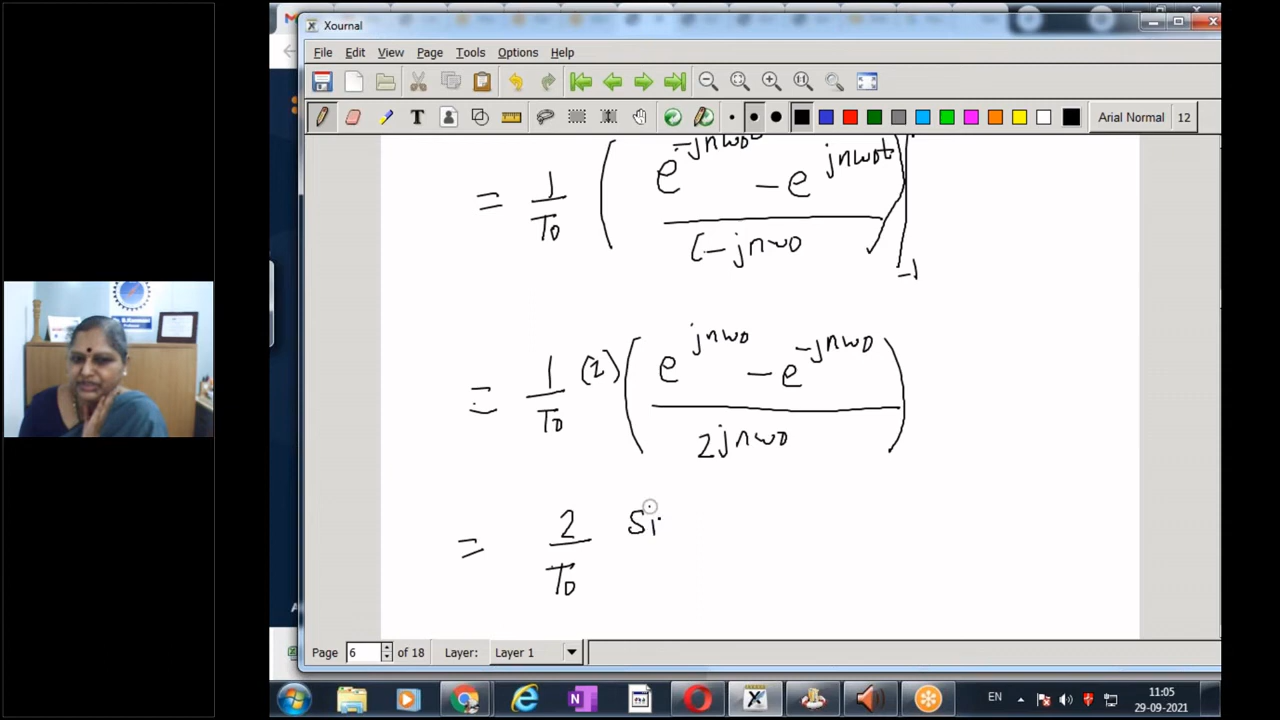 Xournal
File Edit View Page Tools Options Help
Arial Normal 12
= 1/T0 ( (e^-jnω0t - e^jnω0t) / (-jnω0) ) |_-1
= 1/T0 (2) ( (e^jnω0 - e^-jnω0) / 2jnω0 )
= 2/T0 Si
Page 6 of 18 Layer: Layer 1
EN 11:05
29-09-2021